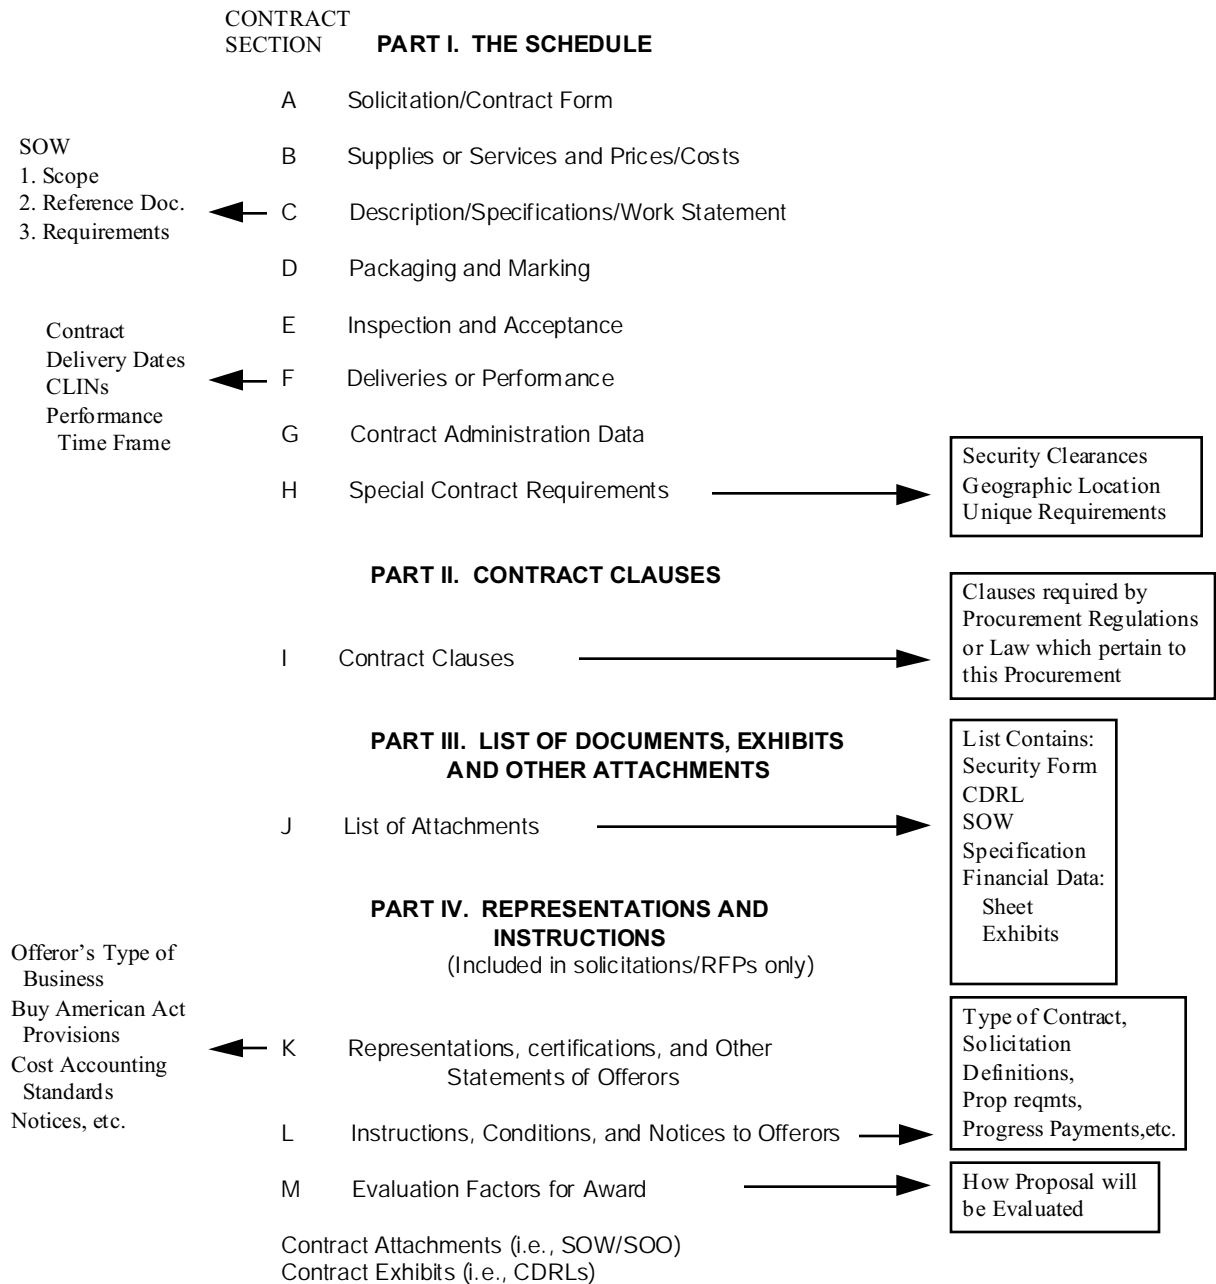 CONTRACT
SECTION PART I. THE SCHEDULE
A Solicitation/Contract Form
SOW
1. Scope
2. Reference Doc.
3. Requirements
B Supplies or Services and Prices/Costs
C Description/Specifications/Work Statement
D Packaging and Marking
E Inspection and Acceptance
Contract
Delivery Dates
CLINs
Performance
Time Frame
F Deliveries or Performance
G Contract Administration Data
H Special Contract Requirements
Security Clearances
Geographic Location
Unique Requirements
PART II. CONTRACT CLAUSES
I Contract Clauses
Clauses required by
Procurement Regulations
or Law which pertain to
this Procurement
PART III. LIST OF DOCUMENTS, EXHIBITS
AND OTHER ATTACHMENTS
J List of Attachments
List Contains:
Security Form
CDRL
SOW
Specification
Financial Data:
Sheet
Exhibits
PART IV. REPRESENTATIONS AND
INSTRUCTIONS
(Included in solicitations/RFPs only)
Offeror's Type of
Business
Buy American Act
Provisions
Cost Accounting
Standards
Notices, etc.
K Representations, certifications, and Other
Statements of Offerors
L Instructions, Conditions, and Notices to Offerors
Type of Contract,
Solicitation
Definitions,
Prop reqmts,
Progress Payments,etc.
M Evaluation Factors for Award
How Proposal will
be Evaluated
Contract Attachments (i.e., SOW/SOO)
Contract Exhibits (i.e., CDRLs)